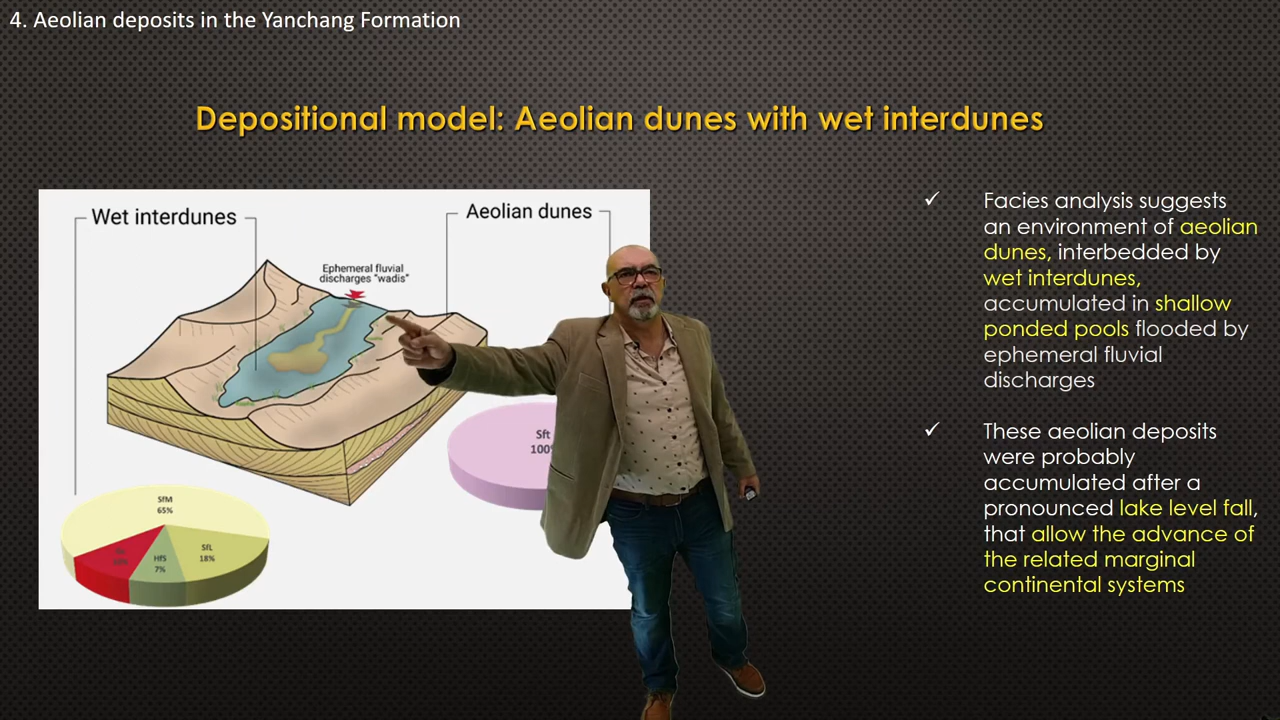 4. Aeolian deposits in the Yanchang Formation
Depositional model: Aeolian dunes with wet interdunes
Wet interdunes
Aeolian dunes
Ephemeral fluvial
discharges "wadis"
Sft
100%
SfM
65%
SfL
18%
HfS
7%
Facies analysis suggests
an environment of aeolian
dunes, interbedded by
wet interdunes,
accumulated in shallow
ponded pools flooded by
ephemeral fluvial
discharges
These aeolian deposits
were probably
accumulated after a
pronounced lake level fall,
that allow the advance of
the related marginal
continental systems